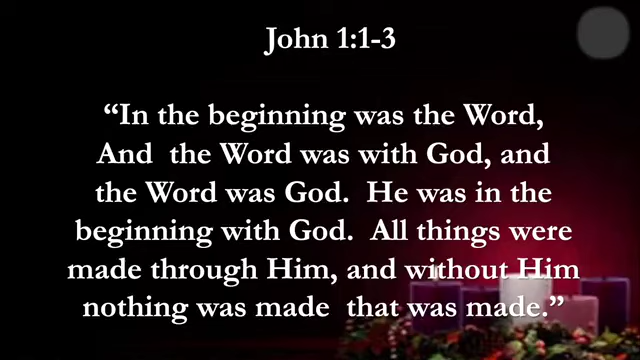 John 1:1-3
“In the beginning was the Word,
And  the Word was with God, and
the Word was God.  He was in the
beginning with God.  All things were
made through Him, and without Him
nothing was made  that was made.”